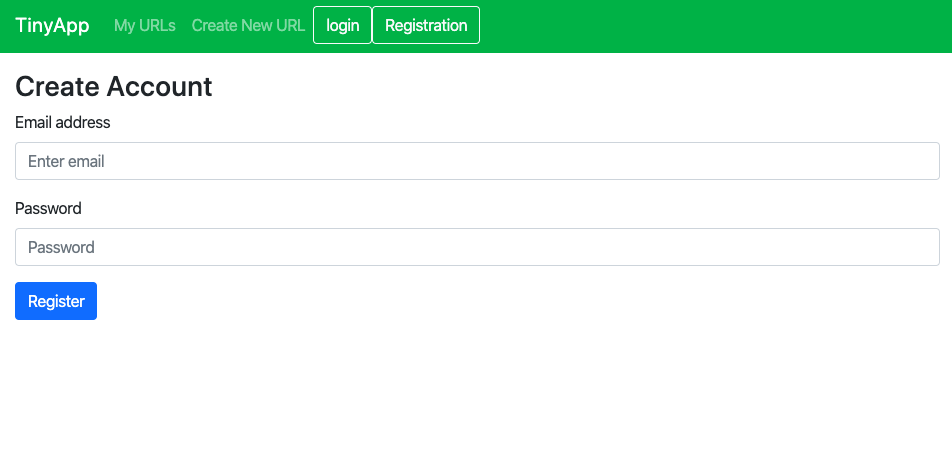 TinyApp My URLs Create New URL login Registration
Create Account
Email address
Enter email
Password
Password
Register